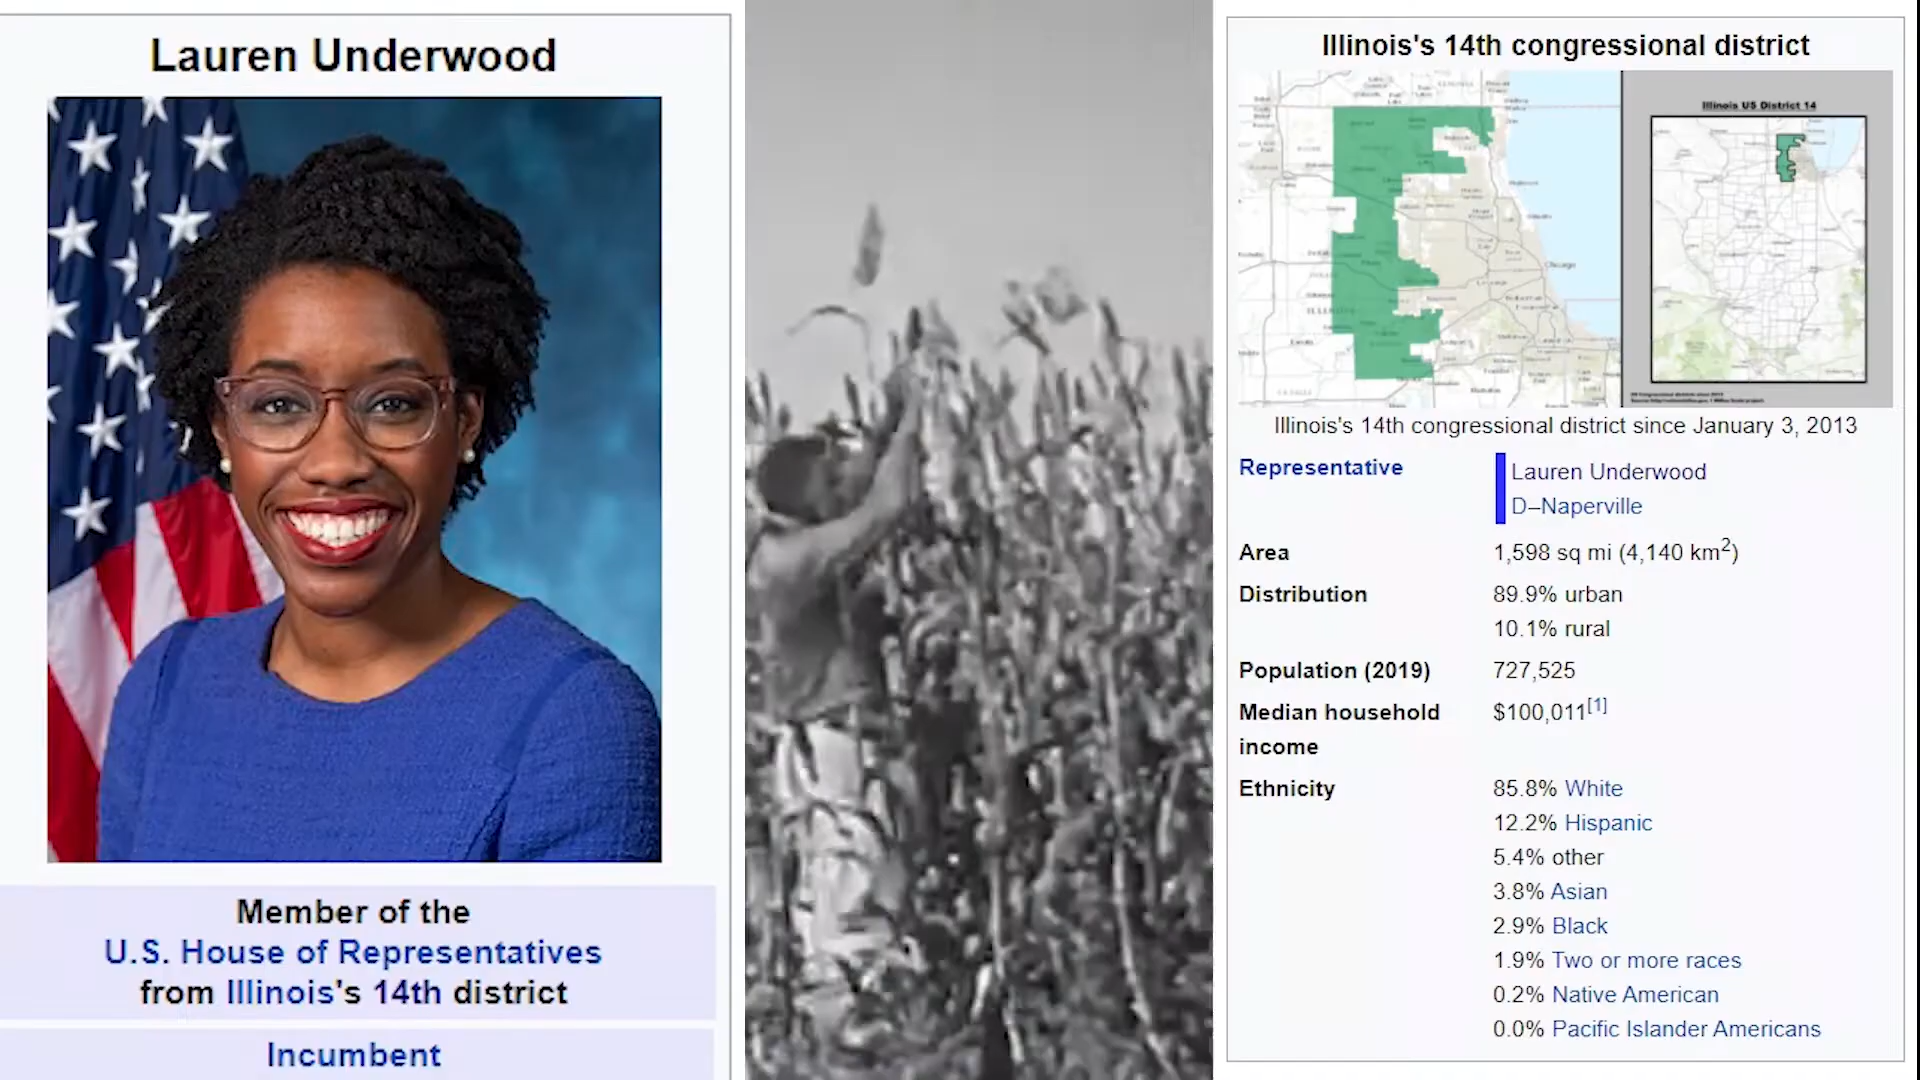 Lauren Underwood
Member of the
U.S. House of Representatives
from Illinois's 14th district
Incumbent
Illinois's 14th congressional district
Illinois US District 14
Chicago
Illinois's 14th congressional district since January 3, 2013
Representative
Lauren Underwood
D–Naperville
Area
1,598 sq mi (4,140 km2)
Distribution
89.9% urban
10.1% rural
Population (2019)
727,525
Median household
income
$100,011[1]
Ethnicity
85.8% White
12.2% Hispanic
5.4% other
3.8% Asian
2.9% Black
1.9% Two or more races
0.2% Native American
0.0% Pacific Islander Americans